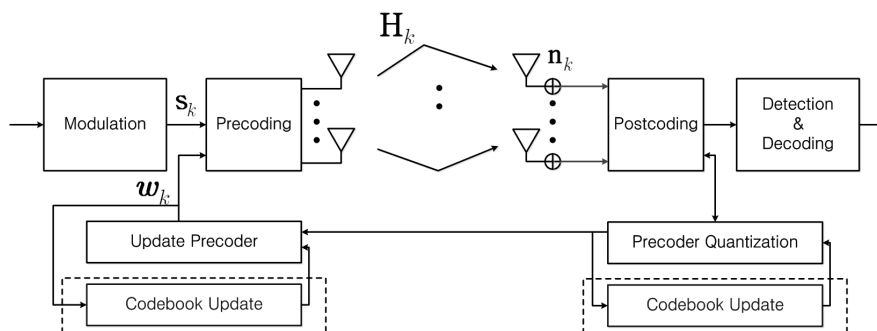 H_k
n_k
s_k
Modulation
Precoding
Postcoding
Detection
&
Decoding
w_k
Update Precoder
Precoder Quantization
Codebook Update
Codebook Update